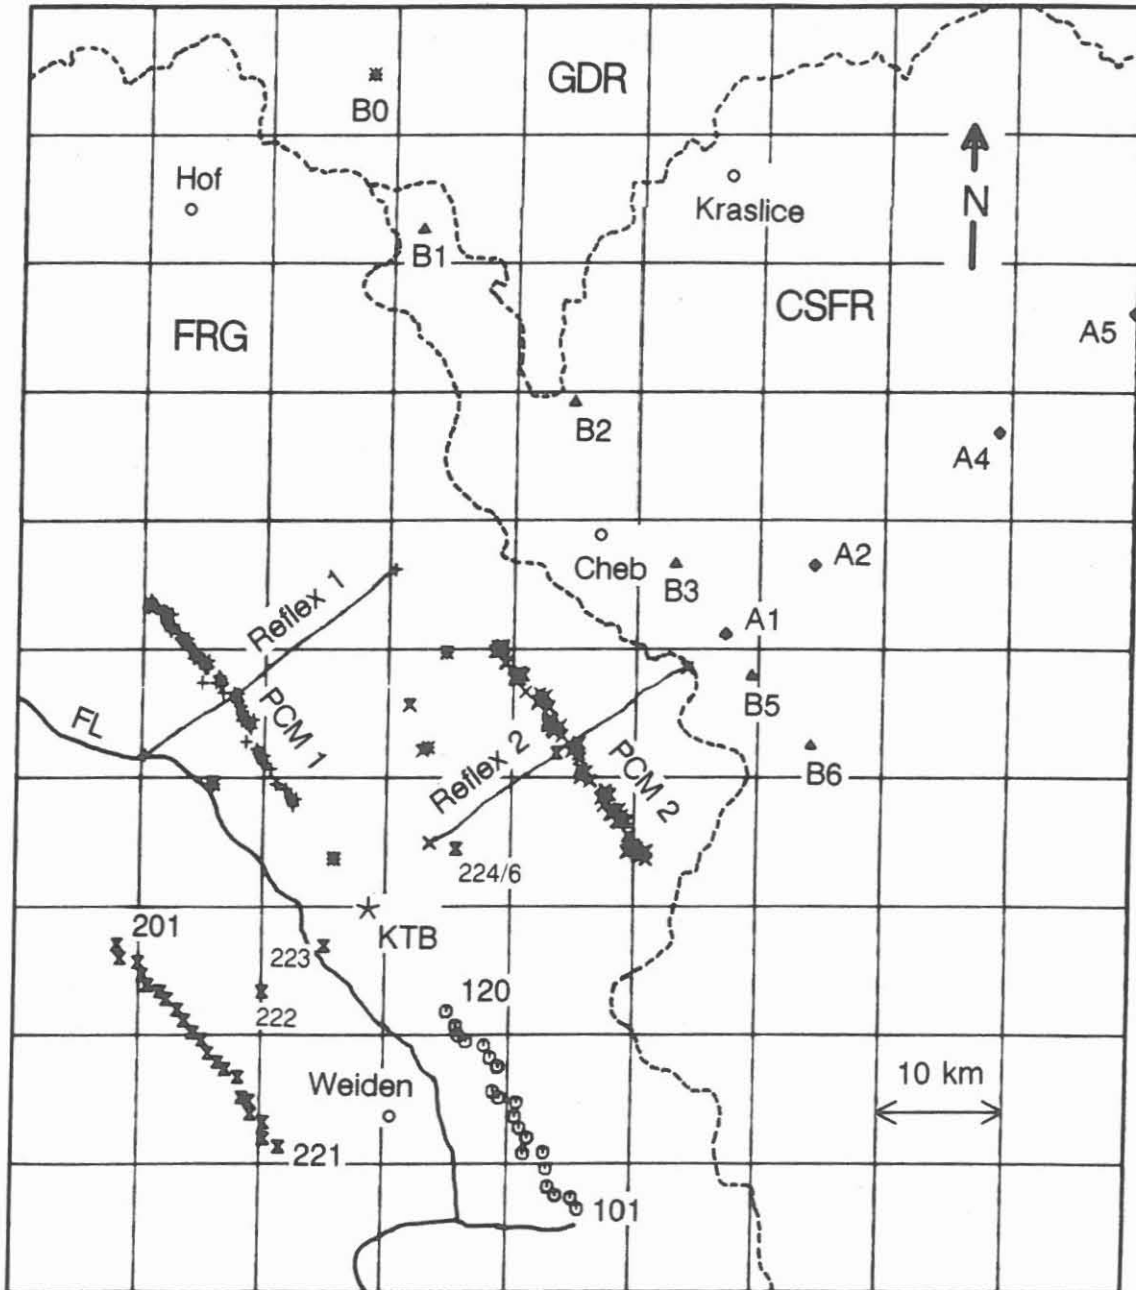 GDR
B0
Hof
Kraslice
N
B1
FRG
CSFR
A5
B2
A4
Cheb
B3
A2
A1
Reflex 1
B5
FL
PCM 1
Reflex 2
PCM 2
B6
224/6
201
KTB
223
120
222
10 km
Weiden
221
101